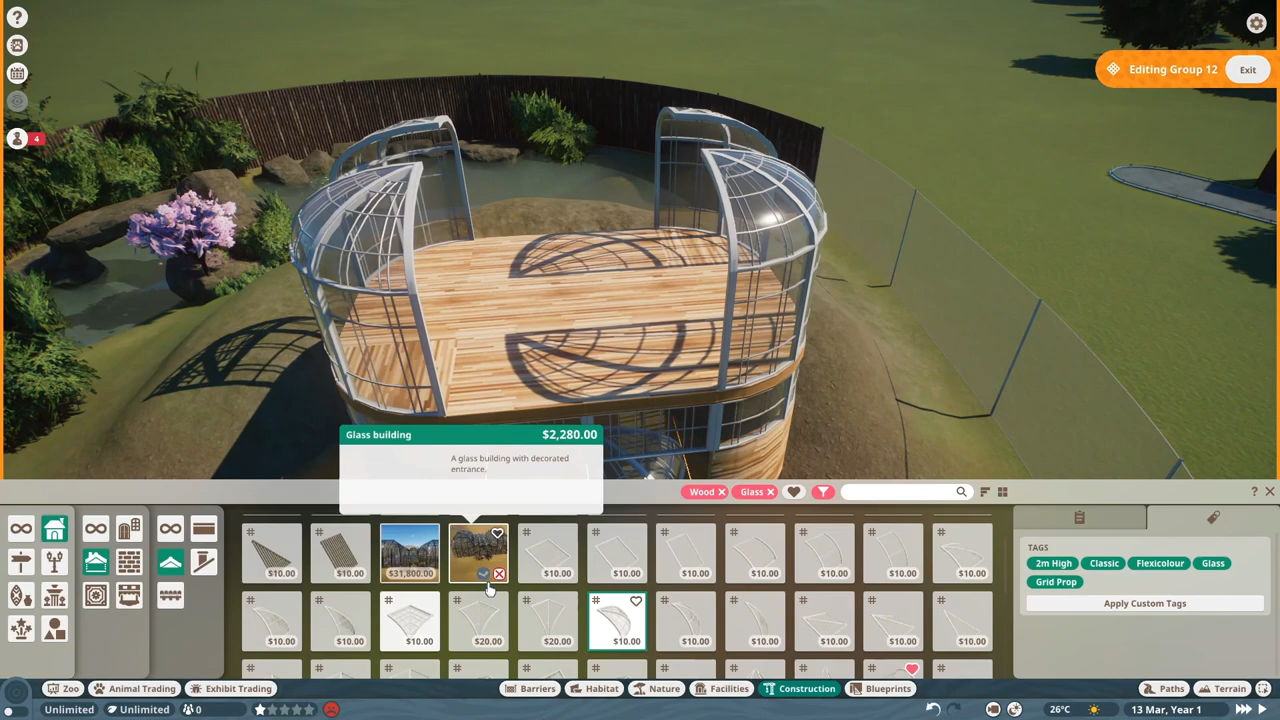 ?
Editing Group 12
Exit
4
Glass building
$2,280.00
A glass building with decorated
entrance.
Wood
Glass
?
$10.00
$10.00
$31,800.00
$10.00
$10.00
$10.00
$10.00
$10.00
$10.00
$10.00
TAGS
2m High
Classic
Flexicolour
Glass
Grid Prop
Apply Custom Tags
$10.00
$10.00
$10.00
$20.00
$20.00
$10.00
$10.00
$10.00
$10.00
$10.00
$10.00
Zoo
Animal Trading
Exhibit Trading
Barriers
Habitat
Nature
Facilities
Construction
Blueprints
Paths
Terrain
Unlimited
Unlimited
0
26°C
13 Mar, Year 1